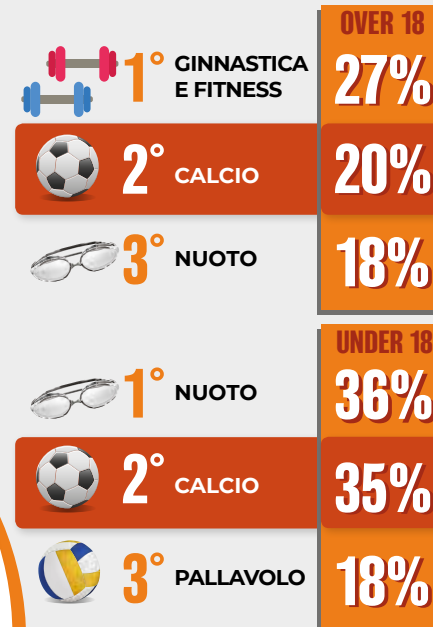 OVER 18
1° GINNASTICA
E FITNESS
27%
2° CALCIO
20%
3° NUOTO
18%
UNDER 18
1° NUOTO
36%
2° CALCIO
35%
3° PALLAVOLO
18%